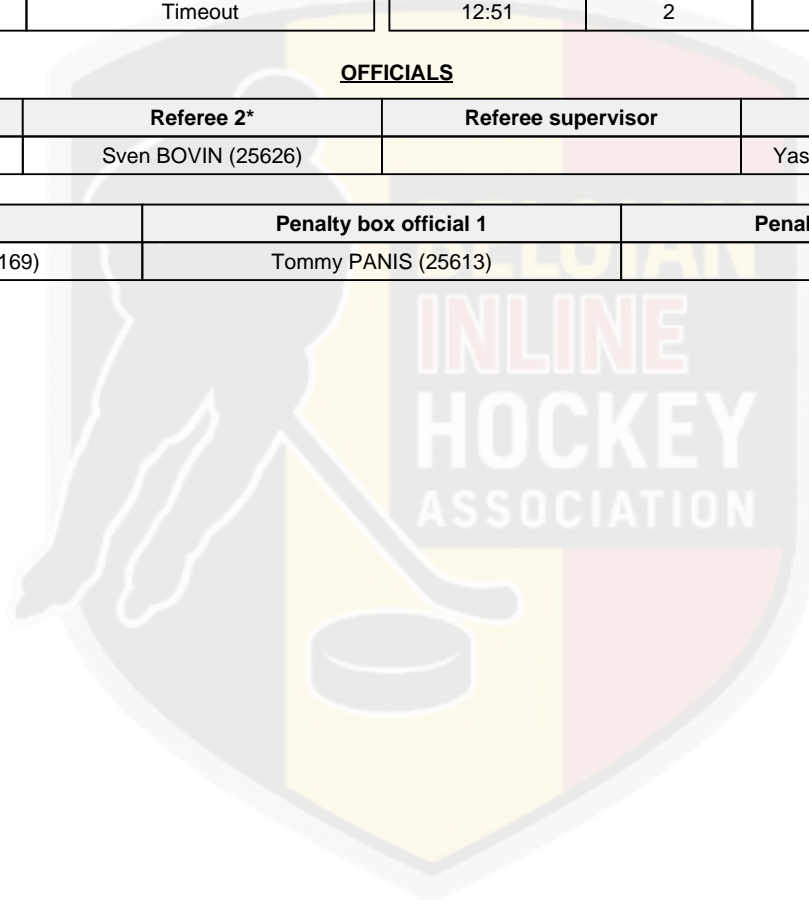 Timeout 12:51 2
OFFICIALS
Referee 2* Referee supervisor
Sven BOVIN (25626) Yas
Penalty box official 1 Penal
169) Tommy PANIS (25613)
BELGIAN
INLINE
HOCKEY
ASSOCIATION